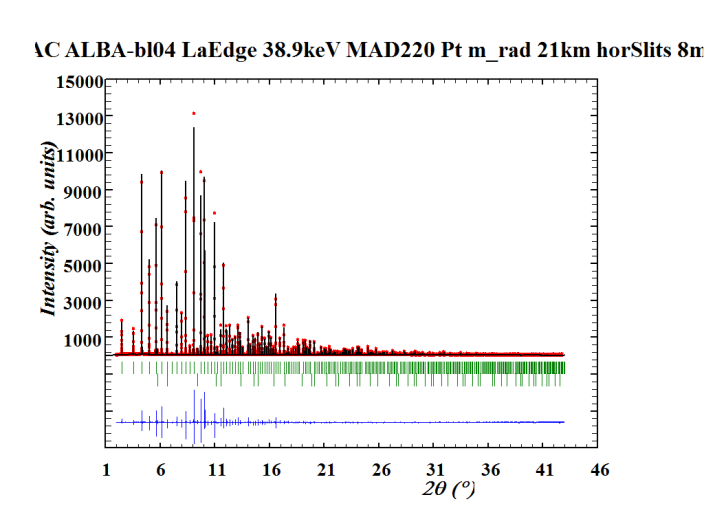 AC ALBA-bl04 LaEdge 38.9keV MAD220 Pt m_rad 21km horSlits 8m
15000
13000
11000
9000
7000
5000
3000
1000
Intensity (arb. units)
1 6 11 16 21 26 31 36 41 46
2θ (°)